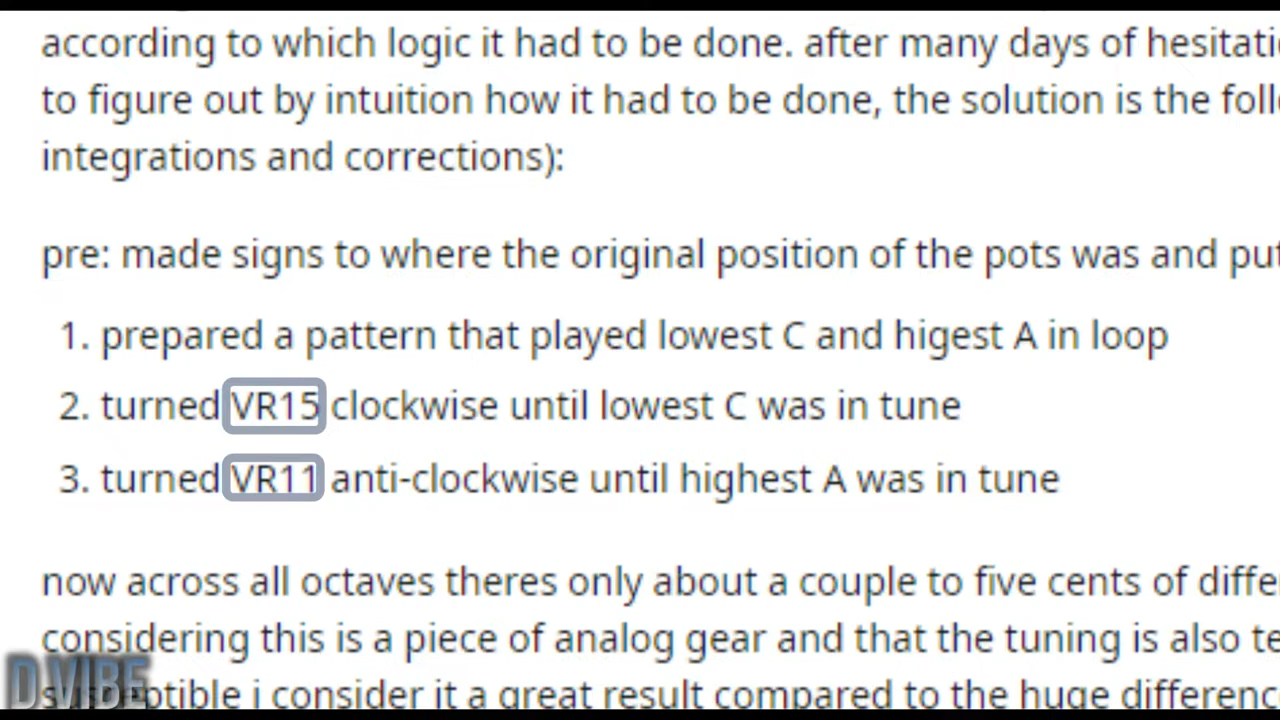 according to which logic it had to be done. after many days of hesitati
to figure out by intuition how it had to be done, the solution is the foll
integrations and corrections):
pre: made signs to where the original position of the pots was and put
1. prepared a pattern that played lowest C and higest A in loop
2. turned VR15 clockwise until lowest C was in tune
3. turned VR11 anti-clockwise until highest A was in tune
now across all octaves theres only about a couple to five cents of diffe
considering this is a piece of analog gear and that the tuning is also te
susceptible i consider it a great result compared to the huge differenc
D.VIBE